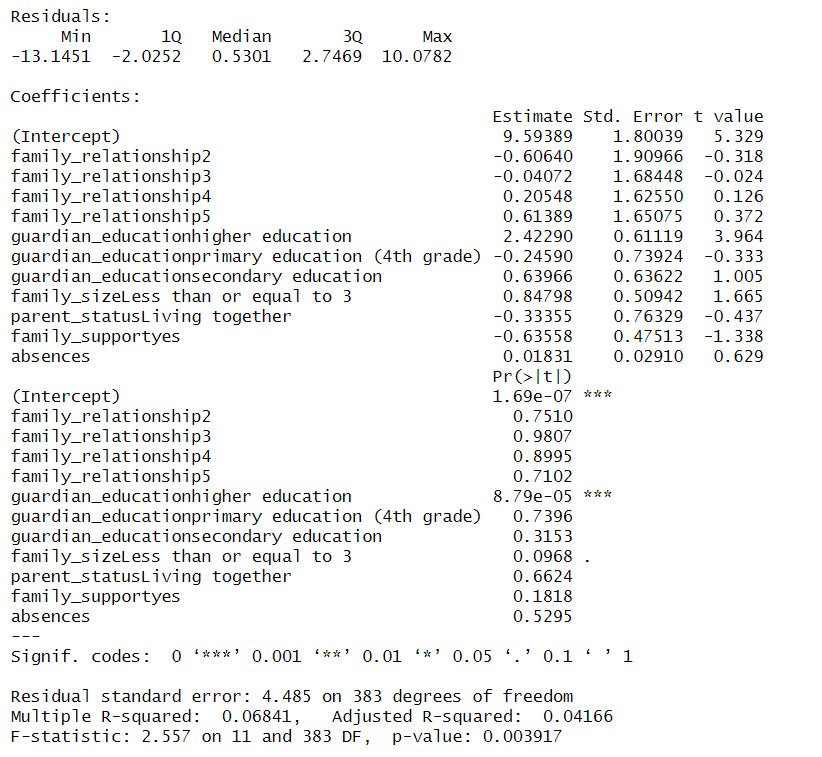 Residuals:
     Min       1Q   Median       3Q      Max
-13.1451  -2.0252   0.5301   2.7469  10.0782

Coefficients:
                                                Estimate Std. Error t value
(Intercept)                                      9.59389    1.80039   5.329
family_relationship2                            -0.60640    1.90966  -0.318
family_relationship3                            -0.04072    1.68448  -0.024
family_relationship4                             0.20548    1.62550   0.126
family_relationship5                             0.61389    1.65075   0.372
guardian_educationhigher education               2.42290    0.61119   3.964
guardian_educationprimary education (4th grade) -0.24590    0.73924  -0.333
guardian_educationsecondary education            0.63966    0.63622   1.005
family_sizeLess than or equal to 3               0.84798    0.50942   1.665
parent_statusLiving together                    -0.33355    0.76329  -0.437
family_supportyes                               -0.63558    0.47513  -1.338
absences                                         0.01831    0.02910   0.629
                                                Pr(>|t|)
(Intercept)                                     1.69e-07 ***
family_relationship2                              0.7510
family_relationship3                              0.9807
family_relationship4                              0.8995
family_relationship5                              0.7102
guardian_educationhigher education              8.79e-05 ***
guardian_educationprimary education (4th grade)   0.7396
guardian_educationsecondary education             0.3153
family_sizeLess than or equal to 3                0.0968 .
parent_statusLiving together                      0.6624
family_supportyes                                 0.1818
absences                                          0.5295
---
Signif. codes:  0 ‘***’ 0.001 ‘**’ 0.01 ‘*’ 0.05 ‘.’ 0.1 ‘ ’ 1

Residual standard error: 4.485 on 383 degrees of freedom
Multiple R-squared:  0.06841,   Adjusted R-squared:  0.04166
F-statistic: 2.557 on 11 and 383 DF,  p-value: 0.003917